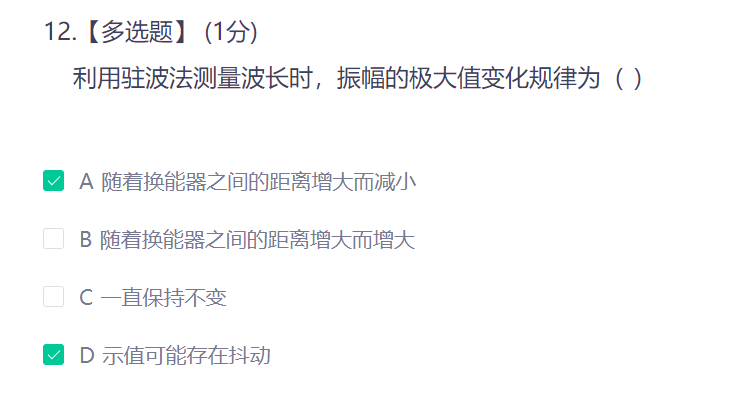 12.【多选题】 (1分)
利用驻波法测量波长时，振幅的极大值变化规律为（ ）
A 随着换能器之间的距离增大而减小
B 随着换能器之间的距离增大而增大
C 一直保持不变
D 示值可能存在抖动